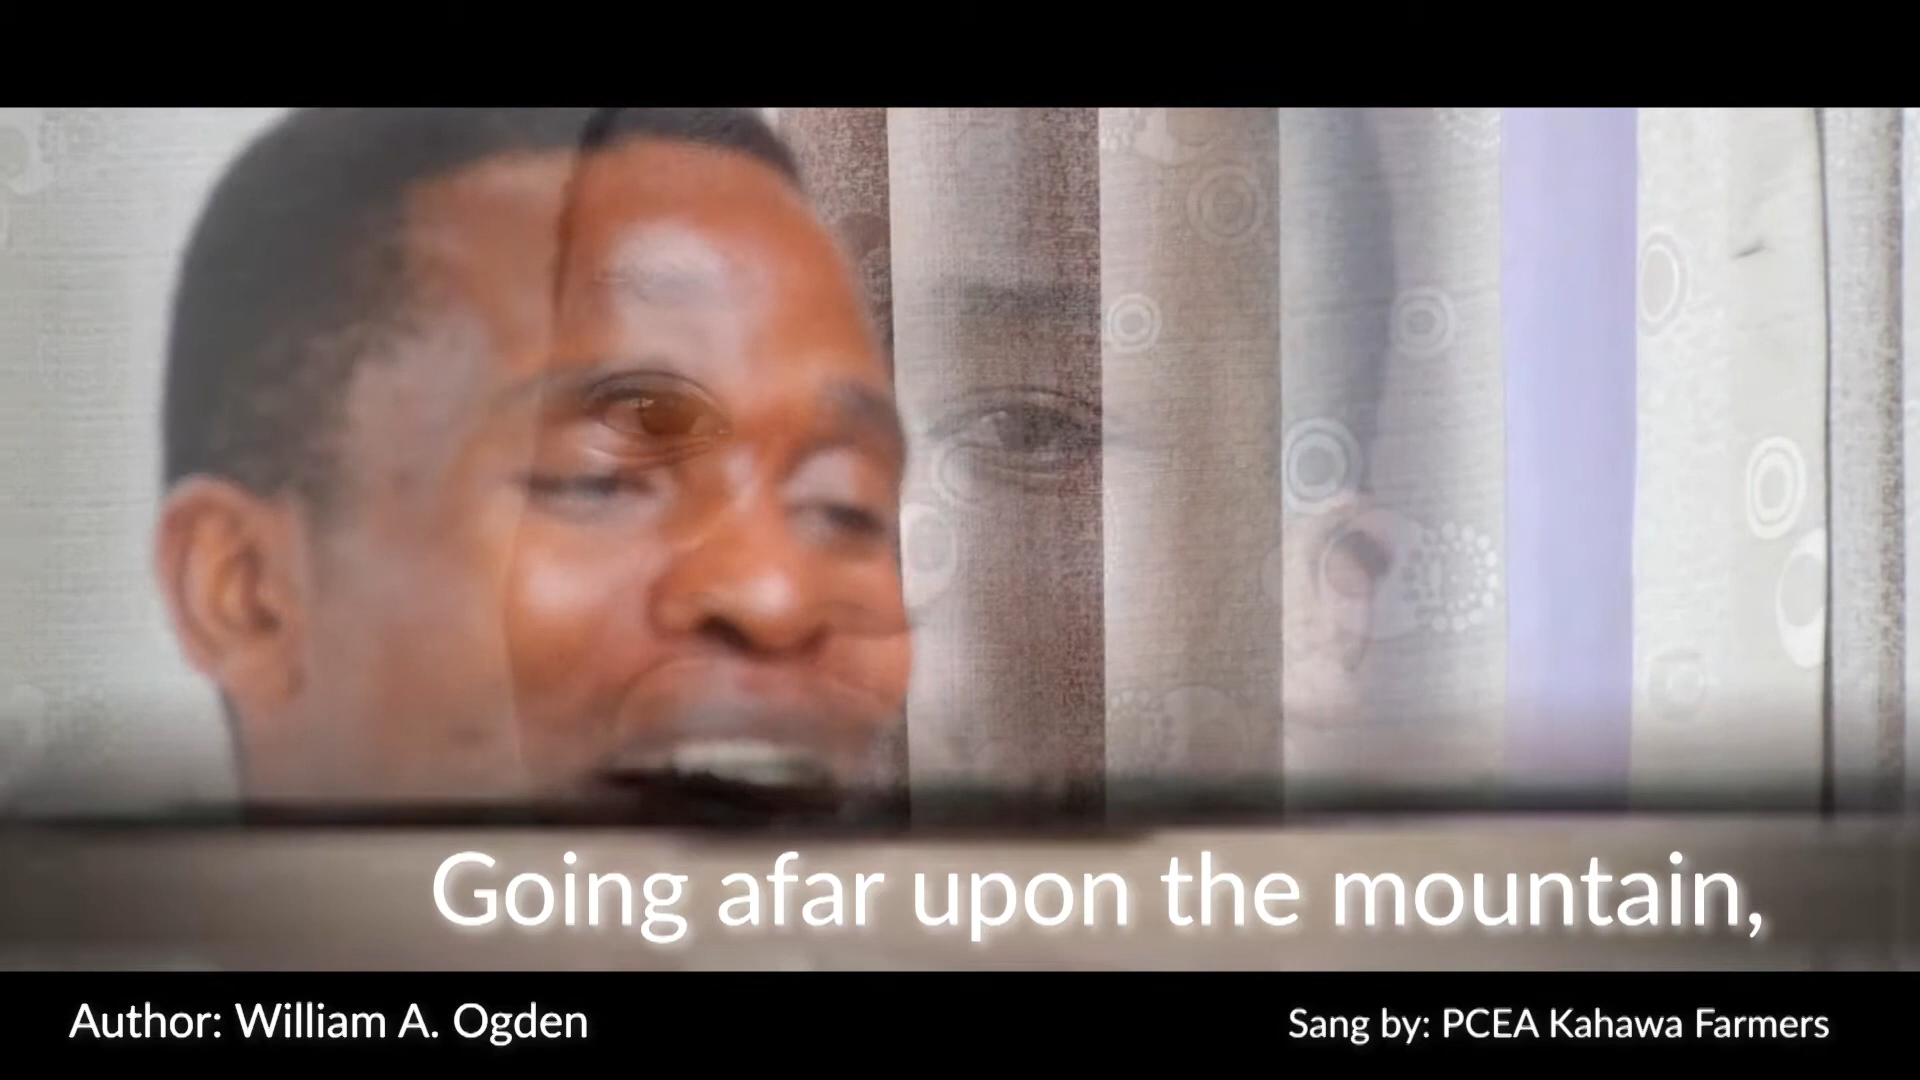 Going afar upon the mountain,
Author: William A. Ogden
Sang by: PCEA Kahawa Farmers